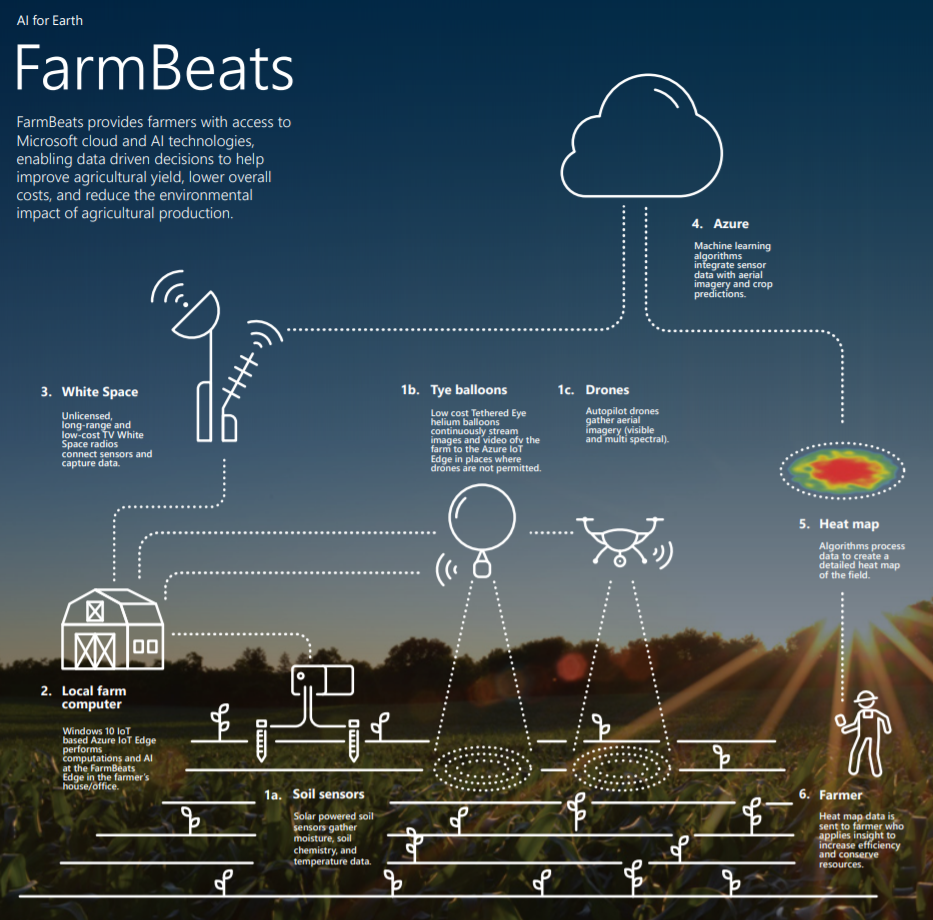 AI for Earth
FarmBeats
FarmBeats provides farmers with access to
Microsoft cloud and AI technologies,
enabling data driven decisions to help
improve agricultural yield, lower overall
costs, and reduce the environmental
impact of agricultural production.
4. Azure
Machine learning
algorithms
integrate sensor
data with aerial
imagery and crop
predictions.
3. White Space
Unlicensed,
long-range and
low-cost TV White
Space radios
connect sensors and
capture data.
1b. Tye balloons
Low cost Tethered Eye
helium balloons
continuously stream
images and video ofv the
farm to the Azure IoT
Edge in places where
drones are not permitted.
1c. Drones
Autopilot drones
gather aerial
imagery (visible
and multi spectral).
5. Heat map
Algorithms process
data to create a
detailed heat map
of the field.
2. Local farm
computer
Windows 10 IoT
based Azure IoT Edge
performs
computations and AI
at the FarmBeats
Edge in the farmer's
house/office.
1a. Soil sensors
Solar powered soil
sensors gather
moisture, soil
chemistry, and
temperature data.
6. Farmer
Heat map data is
sent to farmer who
applies insight to
increase efficiency
and conserve
resources.